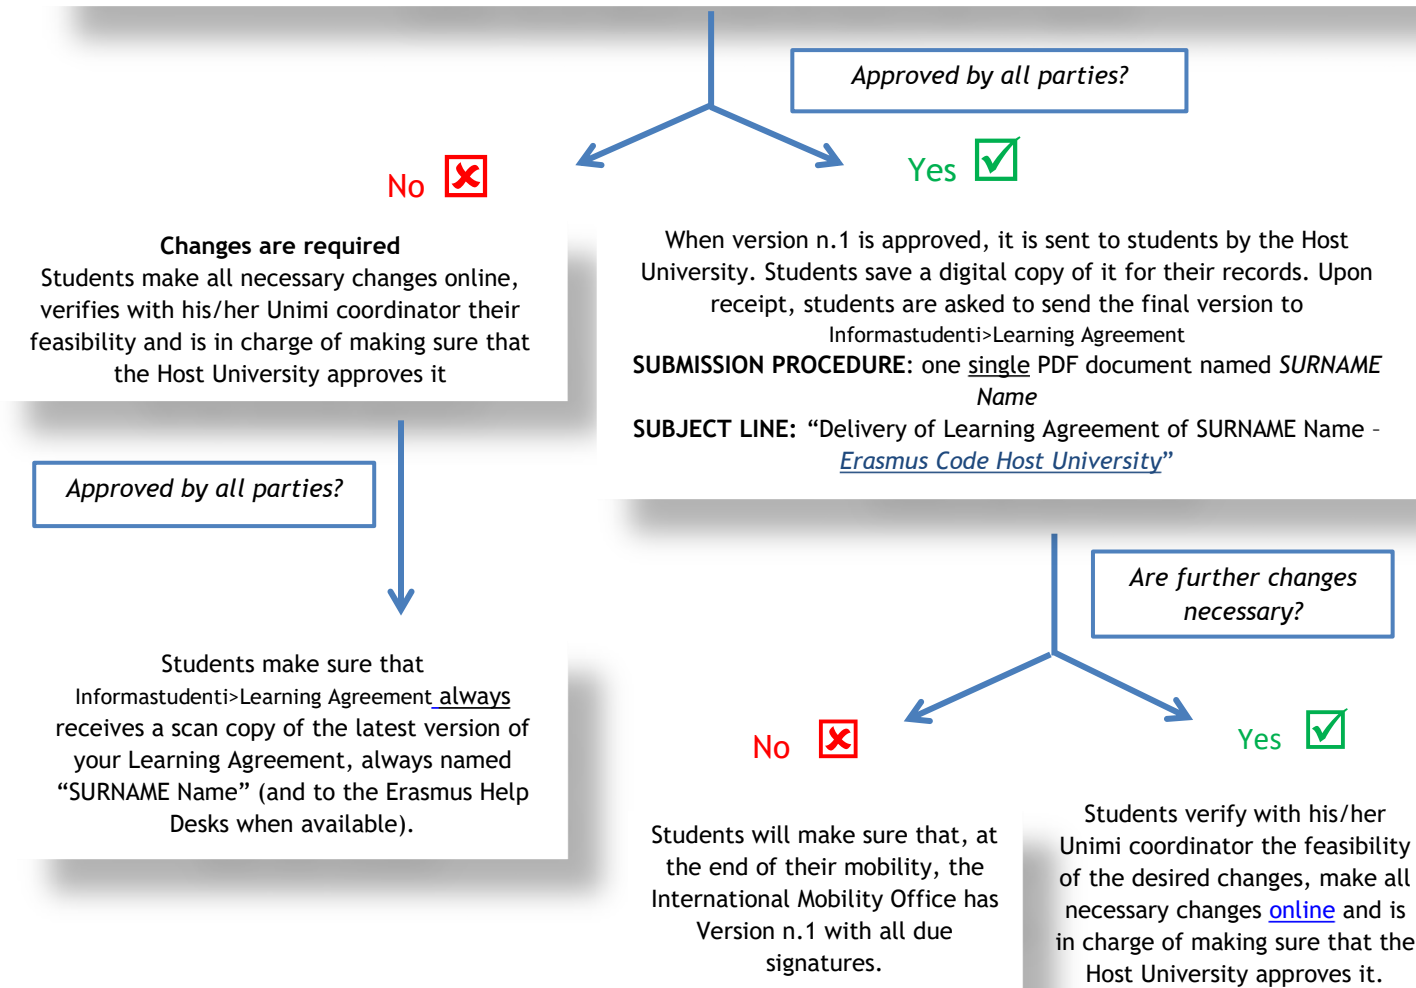 Approved by all parties?
No
Yes
Changes are required
Students make all necessary changes online,
verifies with his/her Unimi coordinator their
feasibility and is in charge of making sure that
the Host University approves it
When version n.1 is approved, it is sent to students by the Host
University. Students save a digital copy of it for their records. Upon
receipt, students are asked to send the final version to
Informastudenti>Learning Agreement
SUBMISSION PROCEDURE: one single PDF document named SURNAME
Name
SUBJECT LINE: “Delivery of Learning Agreement of SURNAME Name –
Erasmus Code Host University”
Approved by all parties?
Students make sure that
Informastudenti>Learning Agreement always
receives a scan copy of the latest version of
your Learning Agreement, always named
“SURNAME Name” (and to the Erasmus Help
Desks when available).
Are further changes
necessary?
No
Yes
Students will make sure that, at
the end of their mobility, the
International Mobility Office has
Version n.1 with all due
signatures.
Students verify with his/her
Unimi coordinator the feasibility
of the desired changes, make all
necessary changes online and is
in charge of making sure that the
Host University approves it.